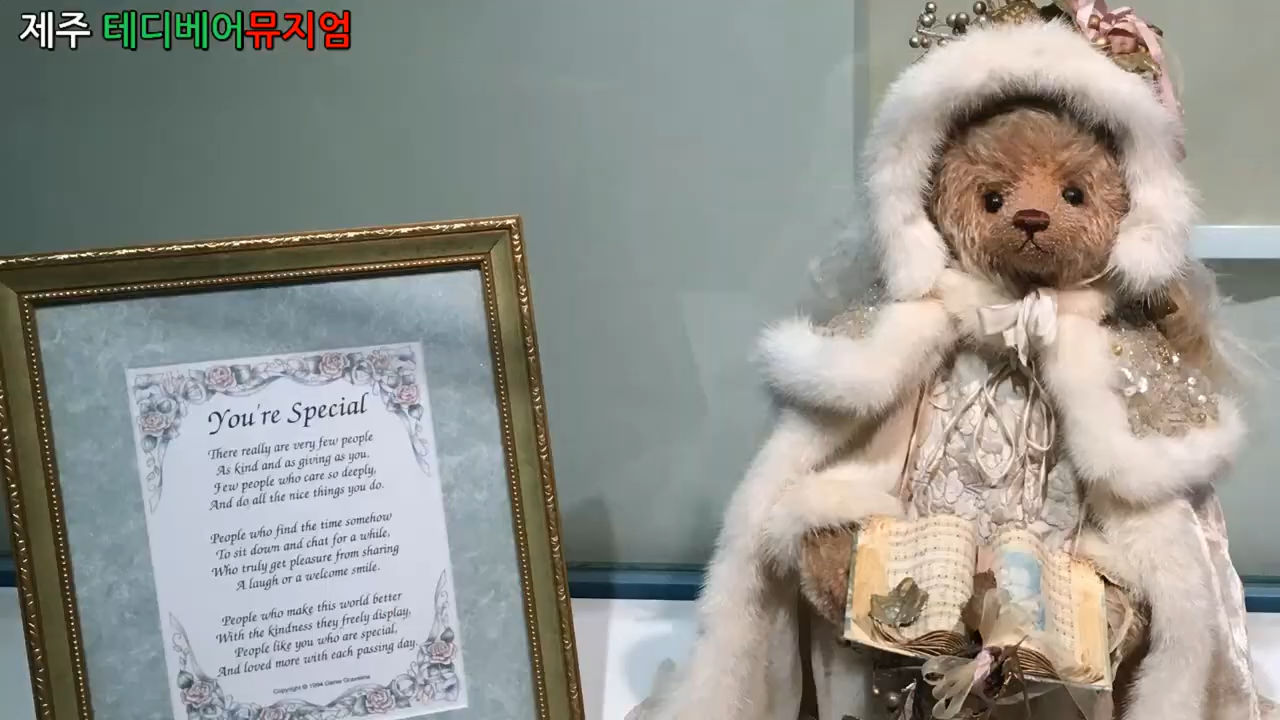 제주 테디베어뮤지엄
You're Special
There really are very few people
As kind and as giving as you.
Few people who care so deeply,
And do all the nice things you do.
People who find the time somehow
To sit down and chat for a while,
Who truly get pleasure from sharing
A laugh or a welcome smile.
People who make this world better
With the kindness they freely display,
People like you who are special,
And loved more with each passing day.
Copyright © 1994